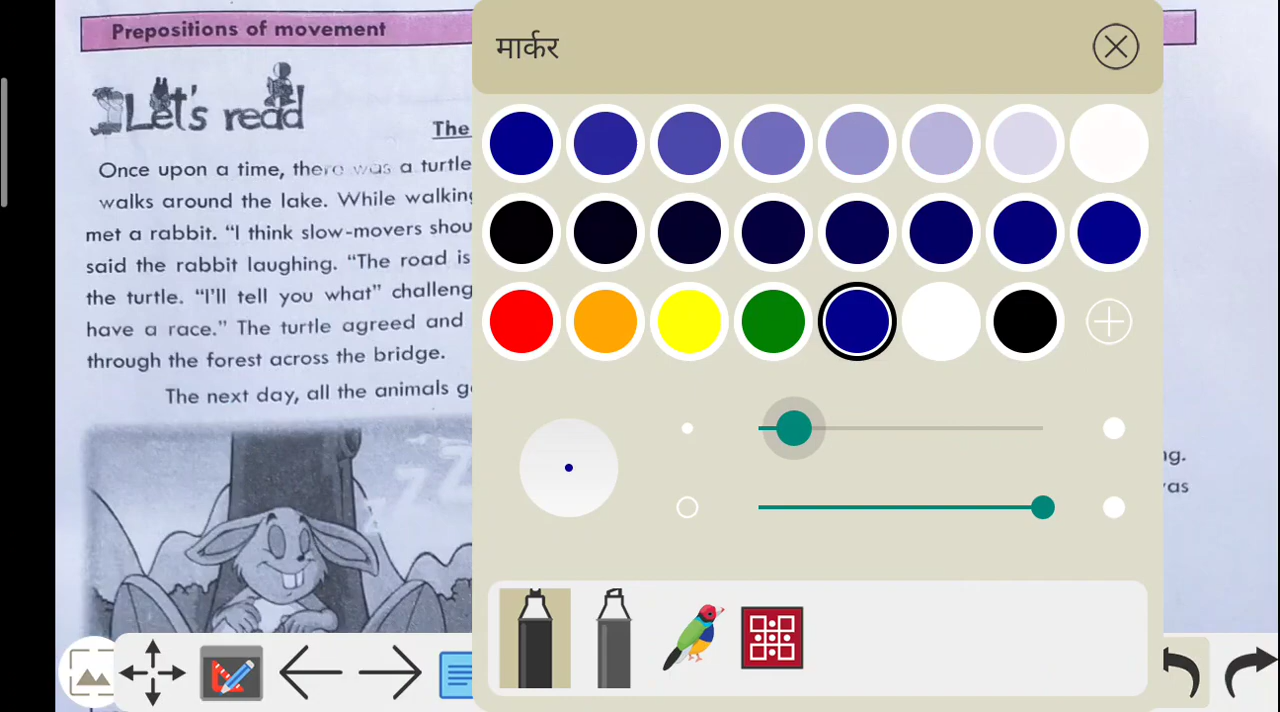 Prepositions of movement
मार्कर
Let's read
The
Once upon a time, there was a turtle
walks around the lake. While walking
met a rabbit. "I think slow-movers shou
said the rabbit laughing. "The road is
the turtle. "I'll tell you what" challeng
have a race." The turtle agreed and
through the forest across the bridge.
The next day, all the animals g
zZZ
ng.
as